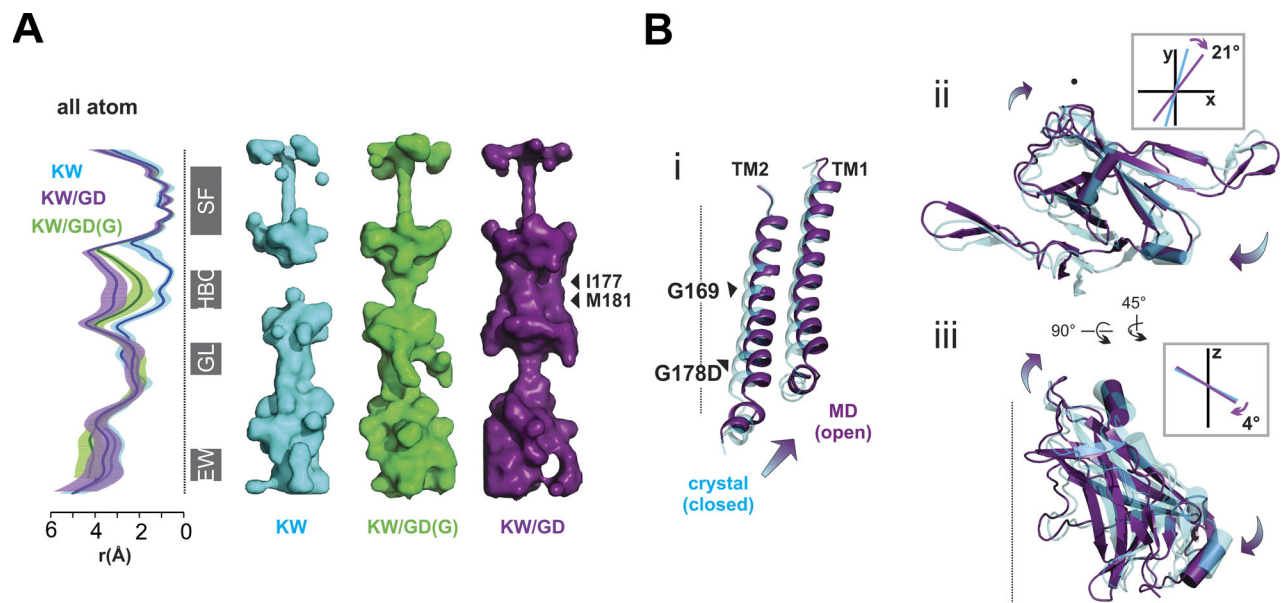 A
all atom
KW
KW/GD
KW/GD(G)
SF
HBC
GL
EW
6 4 2 0
r(Å)
I177
M181
KW
KW/GD(G)
KW/GD
B
i
TM2
TM1
G169
G178D
MD
(open)
crystal
(closed)
ii
y
21°
x
90°
45°
iii
z
4°